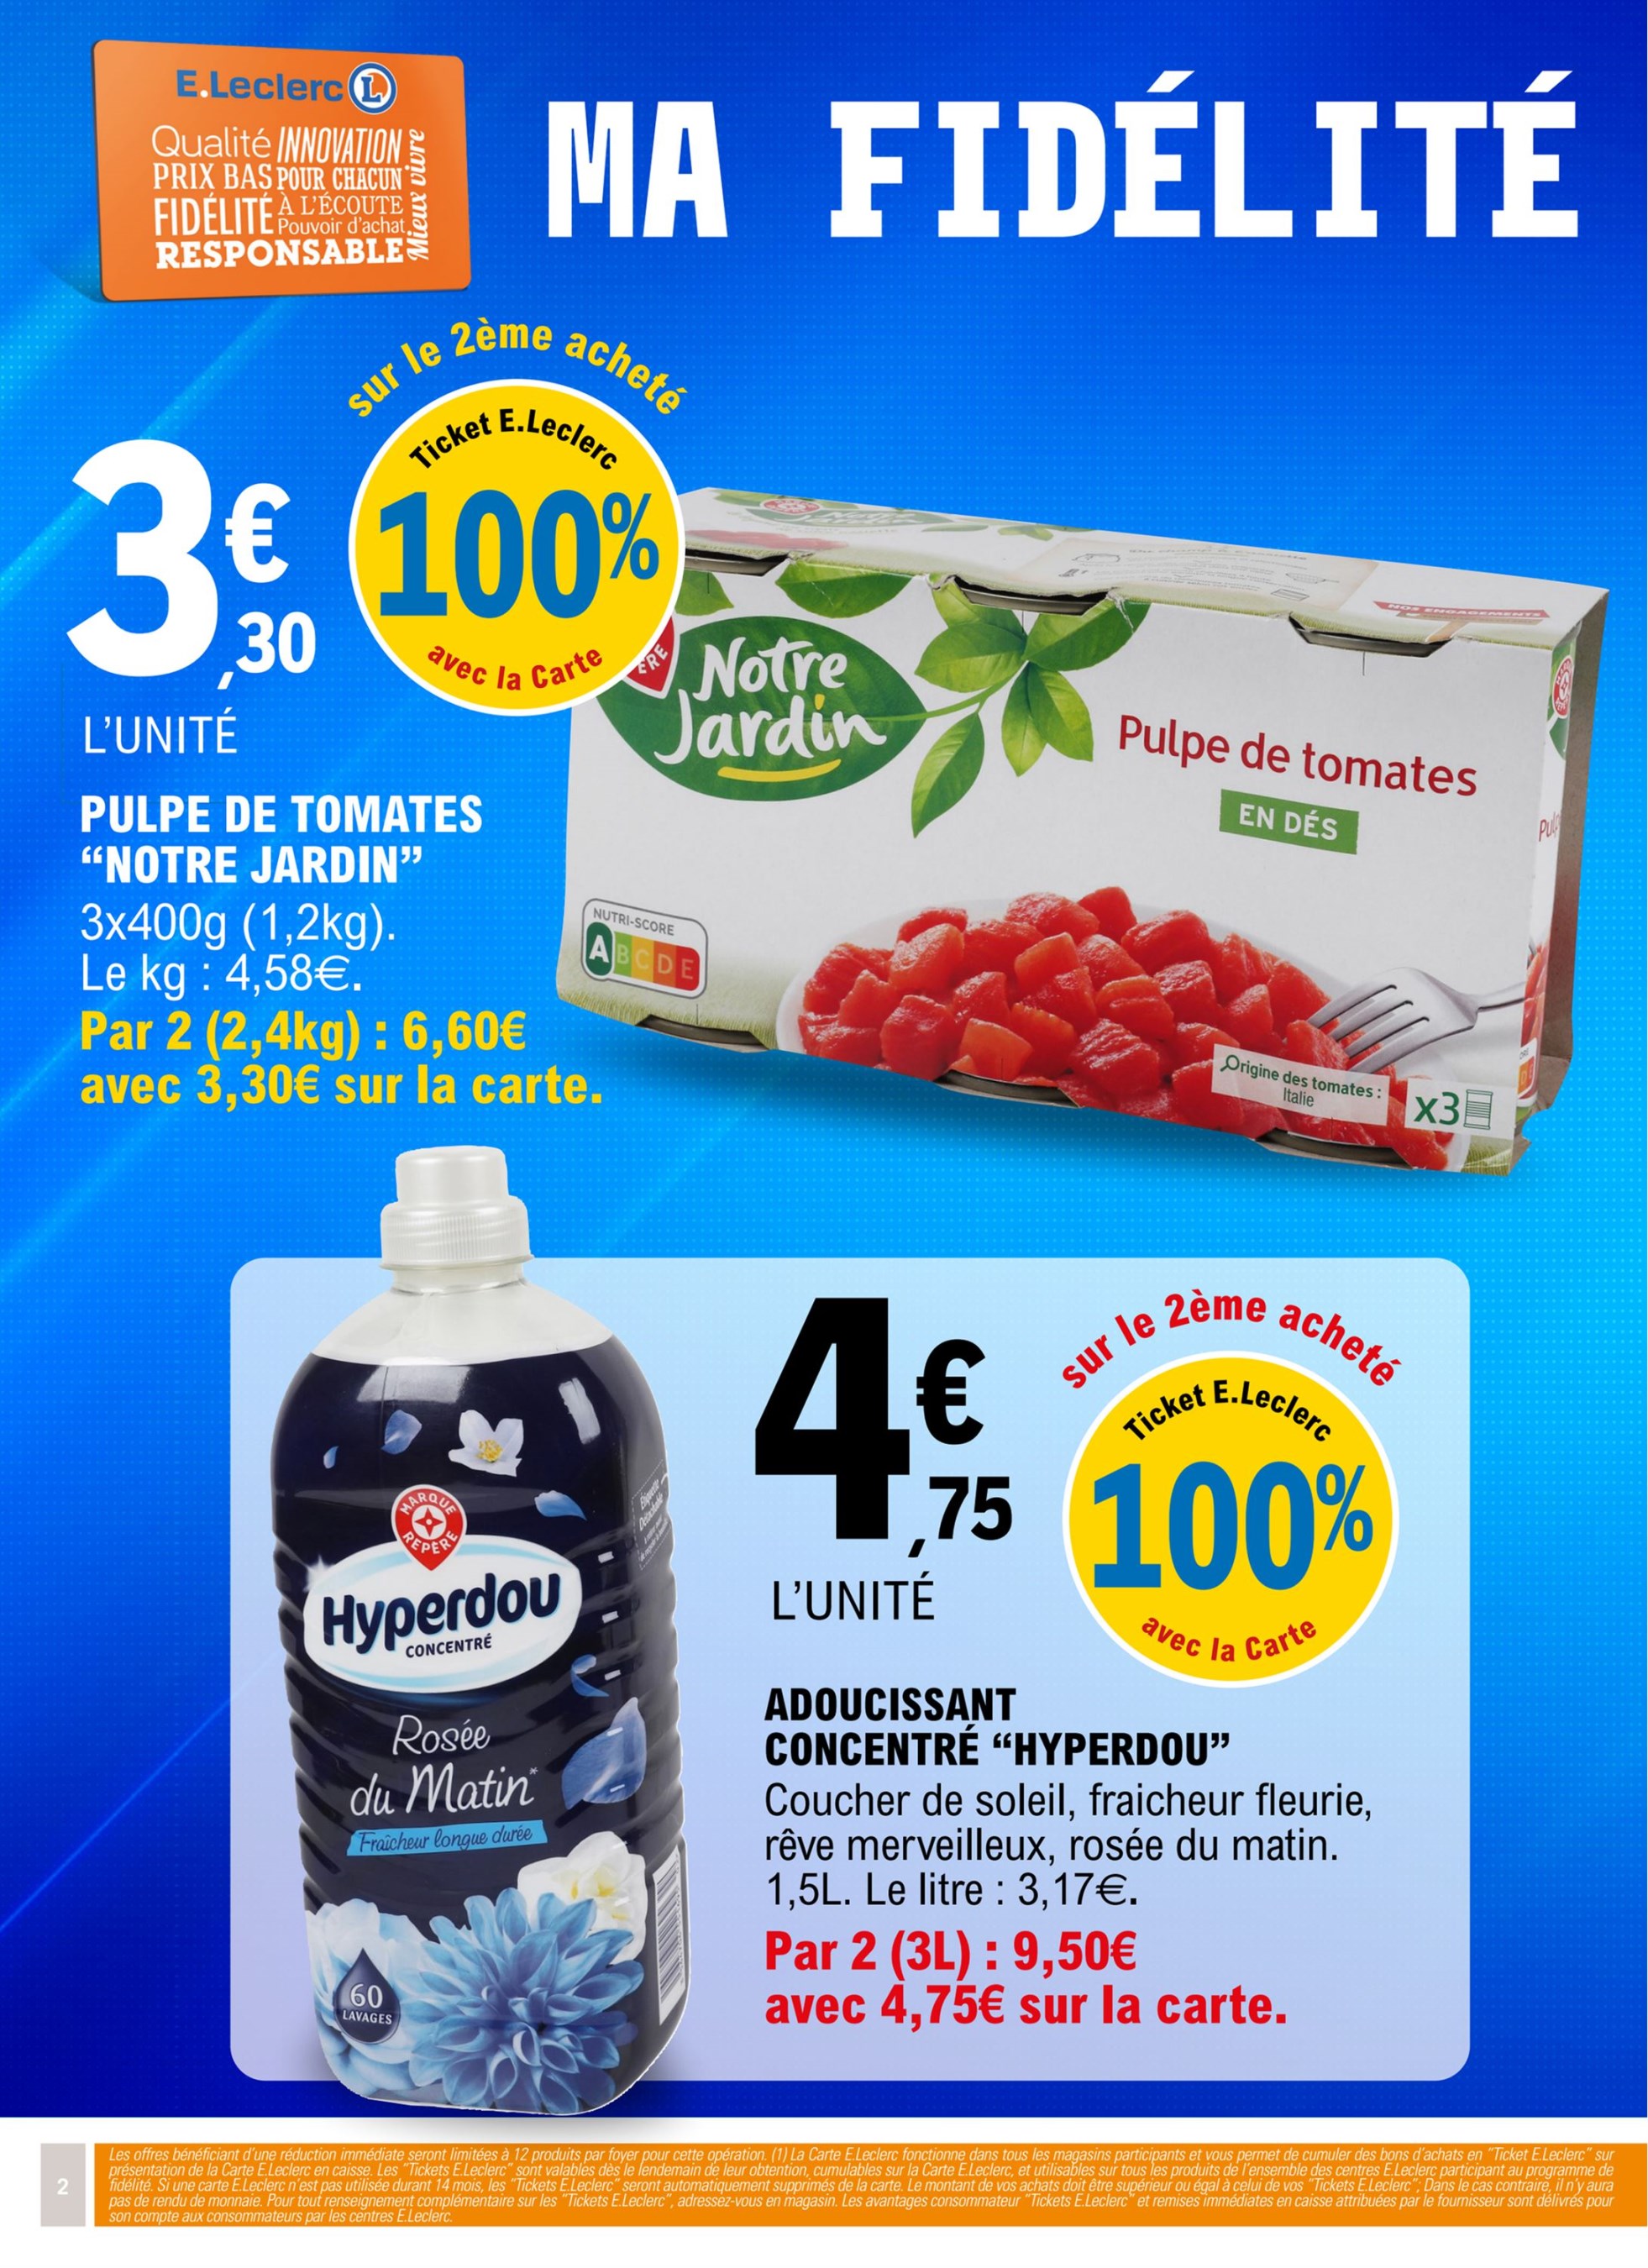 E.Leclerc L
Qualité INNOVATION
PRIX BAS POUR CHACUN
FIDÉLITÉ À L'ÉCOUTE
Pouvoir d'achat
RESPONSABLE
Mieux vivre
MA FIDÉLITÉ
sur le 2ème acheté
Ticket E.Leclerc
100%
avec la Carte
3€,30
L'UNITÉ
PULPE DE TOMATES
“NOTRE JARDIN”
3x400g (1,2kg).
Le kg : 4,58€.
Par 2 (2,4kg) : 6,60€
avec 3,30€ sur la carte.
NOS ENGAGEMENTS
Notre
Jardin
Pulpe de tomates
EN DÉS
NUTRI-SCORE
A B C D E
Origine des tomates :
Italie
x3
MARQUE
REPÈRE
Hyperdou
CONCENTRÉ
Rosée
du Matin*
Fraîcheur longue durée
60
LAVAGES
4€,75
L'UNITÉ
sur le 2ème acheté
Ticket E.Leclerc
100%
avec la Carte
ADOUCISSANT
CONCENTRÉ “HYPERDOU”
Coucher de soleil, fraicheur fleurie,
rêve merveilleux, rosée du matin.
1,5L. Le litre : 3,17€.
Par 2 (3L) : 9,50€
avec 4,75€ sur la carte.
2
Les offres bénéficiant d'une réduction immédiate seront limitées à 12 produits par foyer pour cette opération. (1) La Carte E.Leclerc fonctionne dans tous les magasins participants et vous permet de cumuler des bons d'achats en "Ticket E.Leclerc" sur
présentation de la Carte E.Leclerc en caisse. Les "Tickets E.Leclerc" sont valables dès le lendemain de leur obtention, cumulables sur la Carte E.Leclerc, et utilisables sur tous les produits de l'ensemble des centres E.Leclerc participant au programme de
fidélité. Si une carte E.Leclerc n'est pas utilisée durant 14 mois, les "Tickets E.Leclerc" seront automatiquement supprimés de la carte. Le montant de vos achats doit être supérieur ou égal à celui de vos "Tickets E.Leclerc"; Dans le cas contraire, il n'y aura
pas de rendu de monnaie. Pour tout renseignement complémentaire sur les "Tickets E.Leclerc", adressez-vous en magasin. Les avantages consommateur "Tickets E.Leclerc" et remises immédiates en caisse attribuées par le fournisseur sont délivrés pour
son compte aux consommateurs par les centres E.Leclerc.